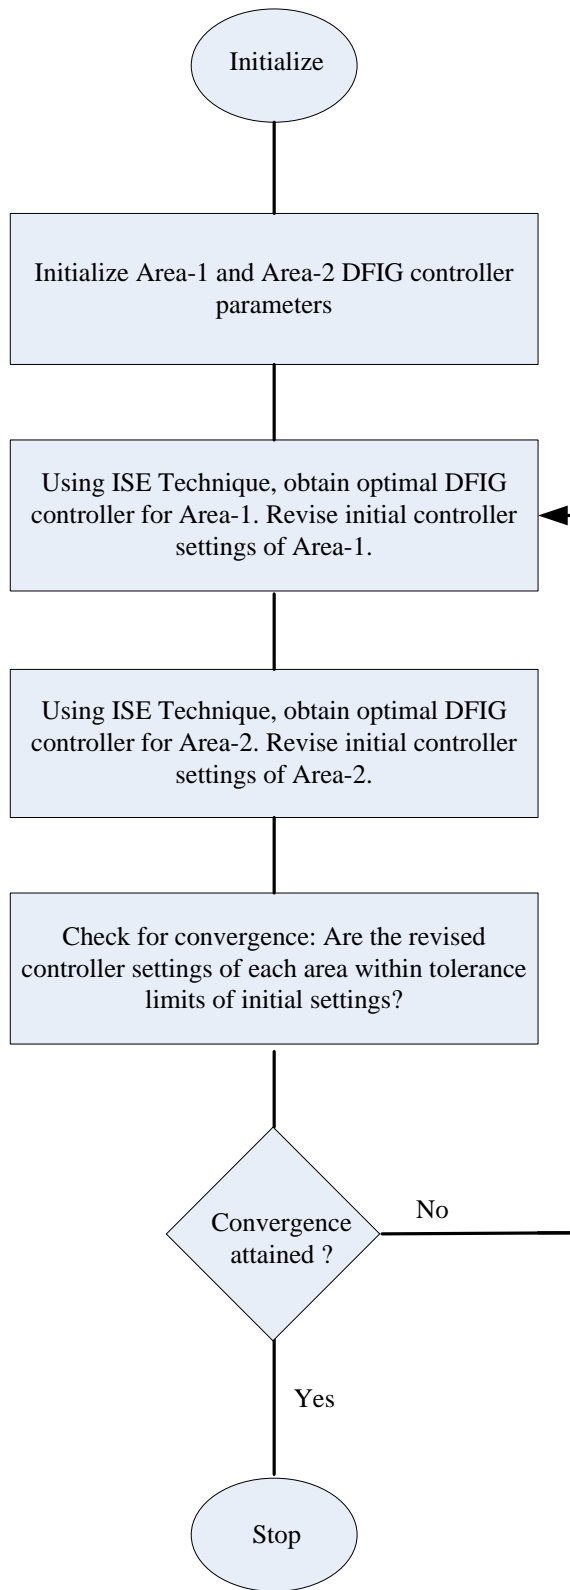 Initialize
Initialize Area-1 and Area-2 DFIG controller
parameters
Using ISE Technique, obtain optimal DFIG
controller for Area-1. Revise initial controller
settings of Area-1.
Using ISE Technique, obtain optimal DFIG
controller for Area-2. Revise initial controller
settings of Area-2.
Check for convergence: Are the revised
controller settings of each area within tolerance
limits of initial settings?
Convergence
attained ?
No
Yes
Stop